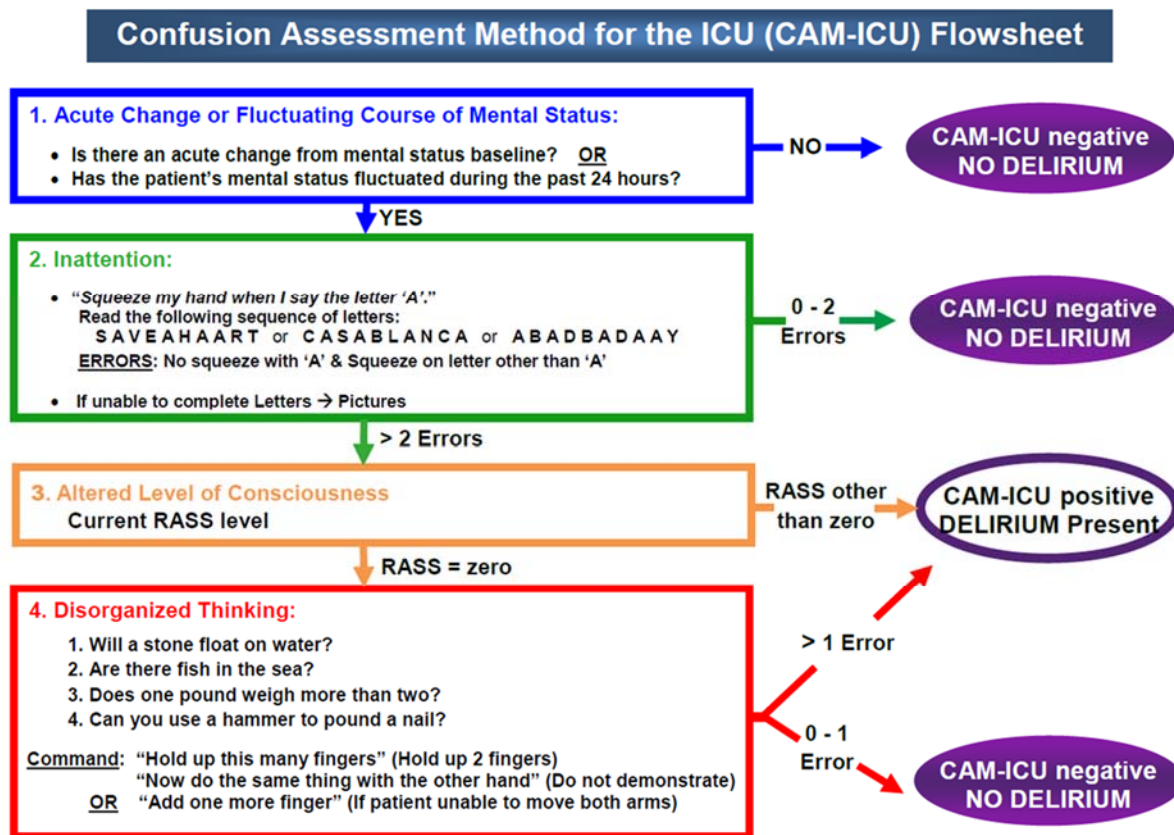 Confusion Assessment Method for the ICU (CAM-ICU) Flowsheet
1. Acute Change or Fluctuating Course of Mental Status:
• Is there an acute change from mental status baseline? OR
• Has the patient's mental status fluctuated during the past 24 hours?
NO
CAM-ICU negative
NO DELIRIUM
YES
2. Inattention:
• "Squeeze my hand when I say the letter 'A'."
Read the following sequence of letters:
S A V E A H A A R T or C A S A B L A N C A or A B A D B A D A A Y
ERRORS: No squeeze with 'A' & Squeeze on letter other than 'A'
• If unable to complete Letters → Pictures
0 - 2
Errors
CAM-ICU negative
NO DELIRIUM
> 2 Errors
3. Altered Level of Consciousness
Current RASS level
RASS other
than zero
CAM-ICU positive
DELIRIUM Present
RASS = zero
4. Disorganized Thinking:
1. Will a stone float on water?
2. Are there fish in the sea?
3. Does one pound weigh more than two?
4. Can you use a hammer to pound a nail?
Command: "Hold up this many fingers" (Hold up 2 fingers)
"Now do the same thing with the other hand" (Do not demonstrate)
OR "Add one more finger" (If patient unable to move both arms)
> 1 Error
0 - 1
Error
CAM-ICU negative
NO DELIRIUM